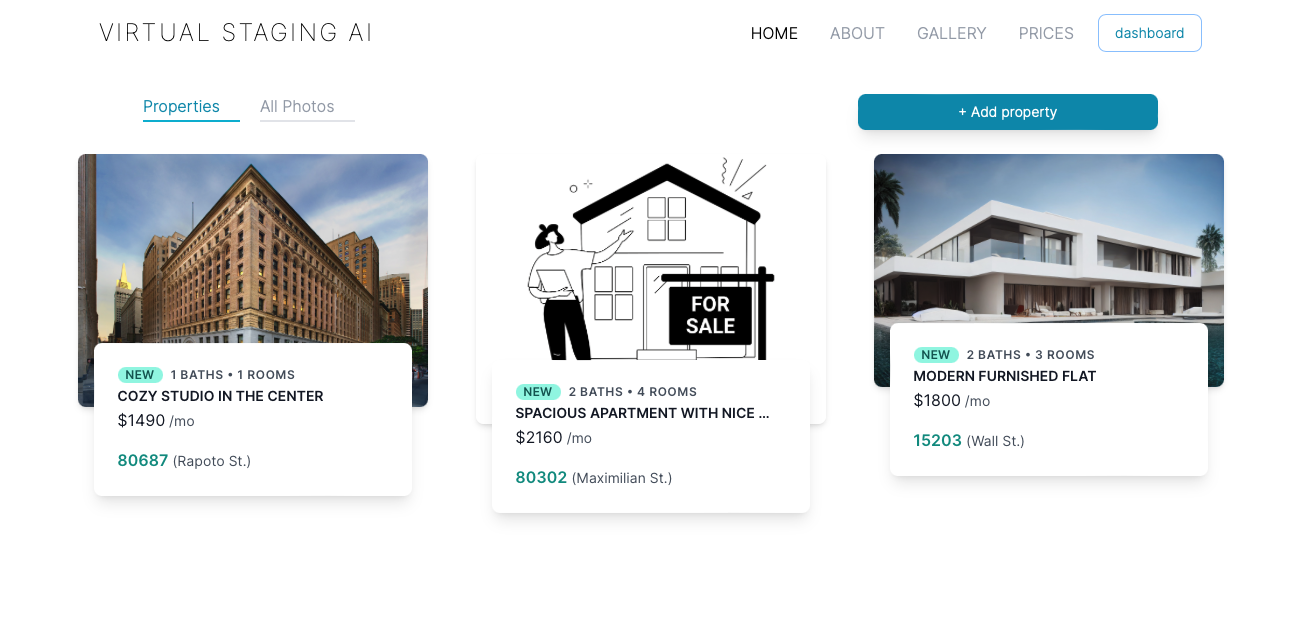 VIRTUAL STAGING AI
HOME ABOUT GALLERY PRICES dashboard
Properties All Photos
+ Add property
NEW 1 BATHS • 1 ROOMS
COZY STUDIO IN THE CENTER
$1490 /mo
80687 (Rapoto St.)
FOR
SALE
NEW 2 BATHS • 4 ROOMS
SPACIOUS APARTMENT WITH NICE ...
$2160 /mo
80302 (Maximilian St.)
NEW 2 BATHS • 3 ROOMS
MODERN FURNISHED FLAT
$1800 /mo
15203 (Wall St.)